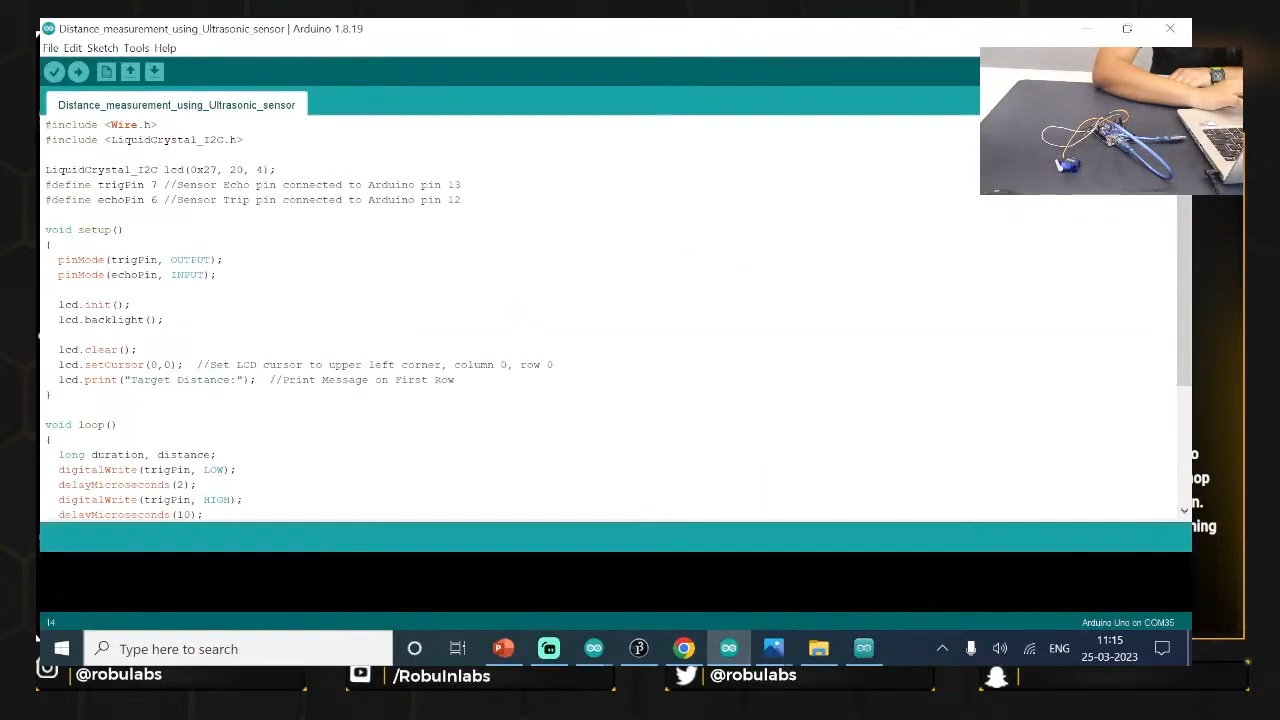 Distance_measurement_using_Ultrasonic_sensor | Arduino 1.8.19
File Edit Sketch Tools Help
Distance_measurement_using_Ultrasonic_sensor
#include <Wire.h>
#include <LiquidCrystal_I2C.h>
LiquidCrystal_I2C lcd(0x27, 20, 4);
#define trigPin 7 //Sensor Echo pin connected to Arduino pin 13
#define echoPin 6 //Sensor Trip pin connected to Arduino pin 12
void setup()
{
pinMode(trigPin, OUTPUT);
pinMode(echoPin, INPUT);
lcd.init();
lcd.backlight();
lcd.clear();
lcd.setCursor(0,0); //Set LCD cursor to upper left corner, column 0, row 0
lcd.print("Target Distance:"); //Print Message on First Row
}
void loop()
{
long duration, distance;
digitalWrite(trigPin, LOW);
delayMicroseconds(2);
digitalWrite(trigPin, HIGH);
delayMicroseconds(10);
o
op
n.
ning
14
Arduino Uno on COM35
Type here to search
ENG
11:15
25-03-2023
@robulabs
/RobuInlabs
@robulabs